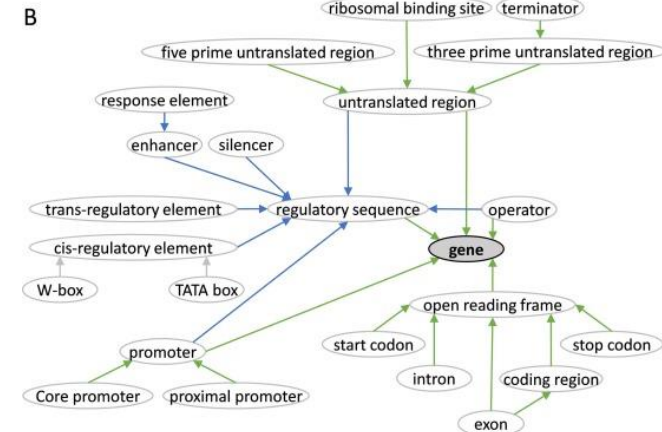 B
ribosomal binding site
terminator
five prime untranslated region
three prime untranslated region
untranslated region
response element
enhancer
silencer
trans-regulatory element
regulatory sequence
operator
cis-regulatory element
gene
W-box
TATA box
open reading frame
start codon
stop codon
promoter
intron
coding region
Core promoter
proximal promoter
exon